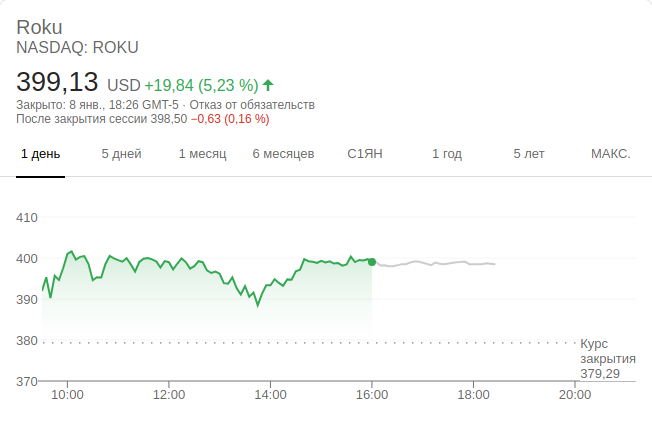 Roku
NASDAQ: ROKU
399,13 USD +19,84 (5,23 %)
Закрыто: 8 янв., 18:26 GMT-5 · Отказ от обязательств
После закрытия сессии 398,50 −0,63 (0,16 %)
1 день 5 дней 1 месяц 6 месяцев С1ЯН 1 год 5 лет МАКС.
410
400
390
380
Курс
закрытия
379,29
370
10:00 12:00 14:00 16:00 18:00 20:00